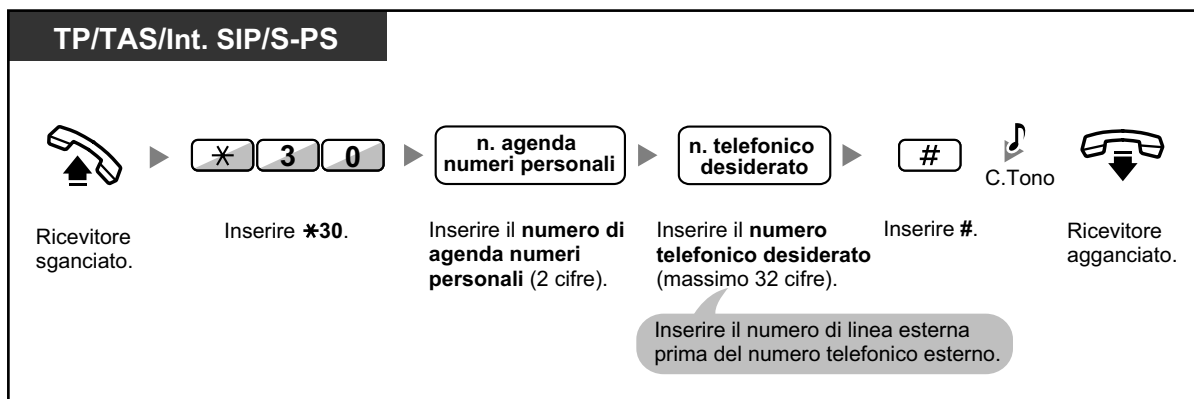 TP/TAS/Int. SIP/S-PS
* 3 0
n. agenda
numeri personali
n. telefonico
desiderato
#
C.Tono
Ricevitore
sganciato.
Inserire *30.
Inserire il numero di
agenda numeri
personali (2 cifre).
Inserire il numero
telefonico desiderato
(massimo 32 cifre).
Inserire #.
Ricevitore
agganciato.
Inserire il numero di linea esterna
prima del numero telefonico esterno.